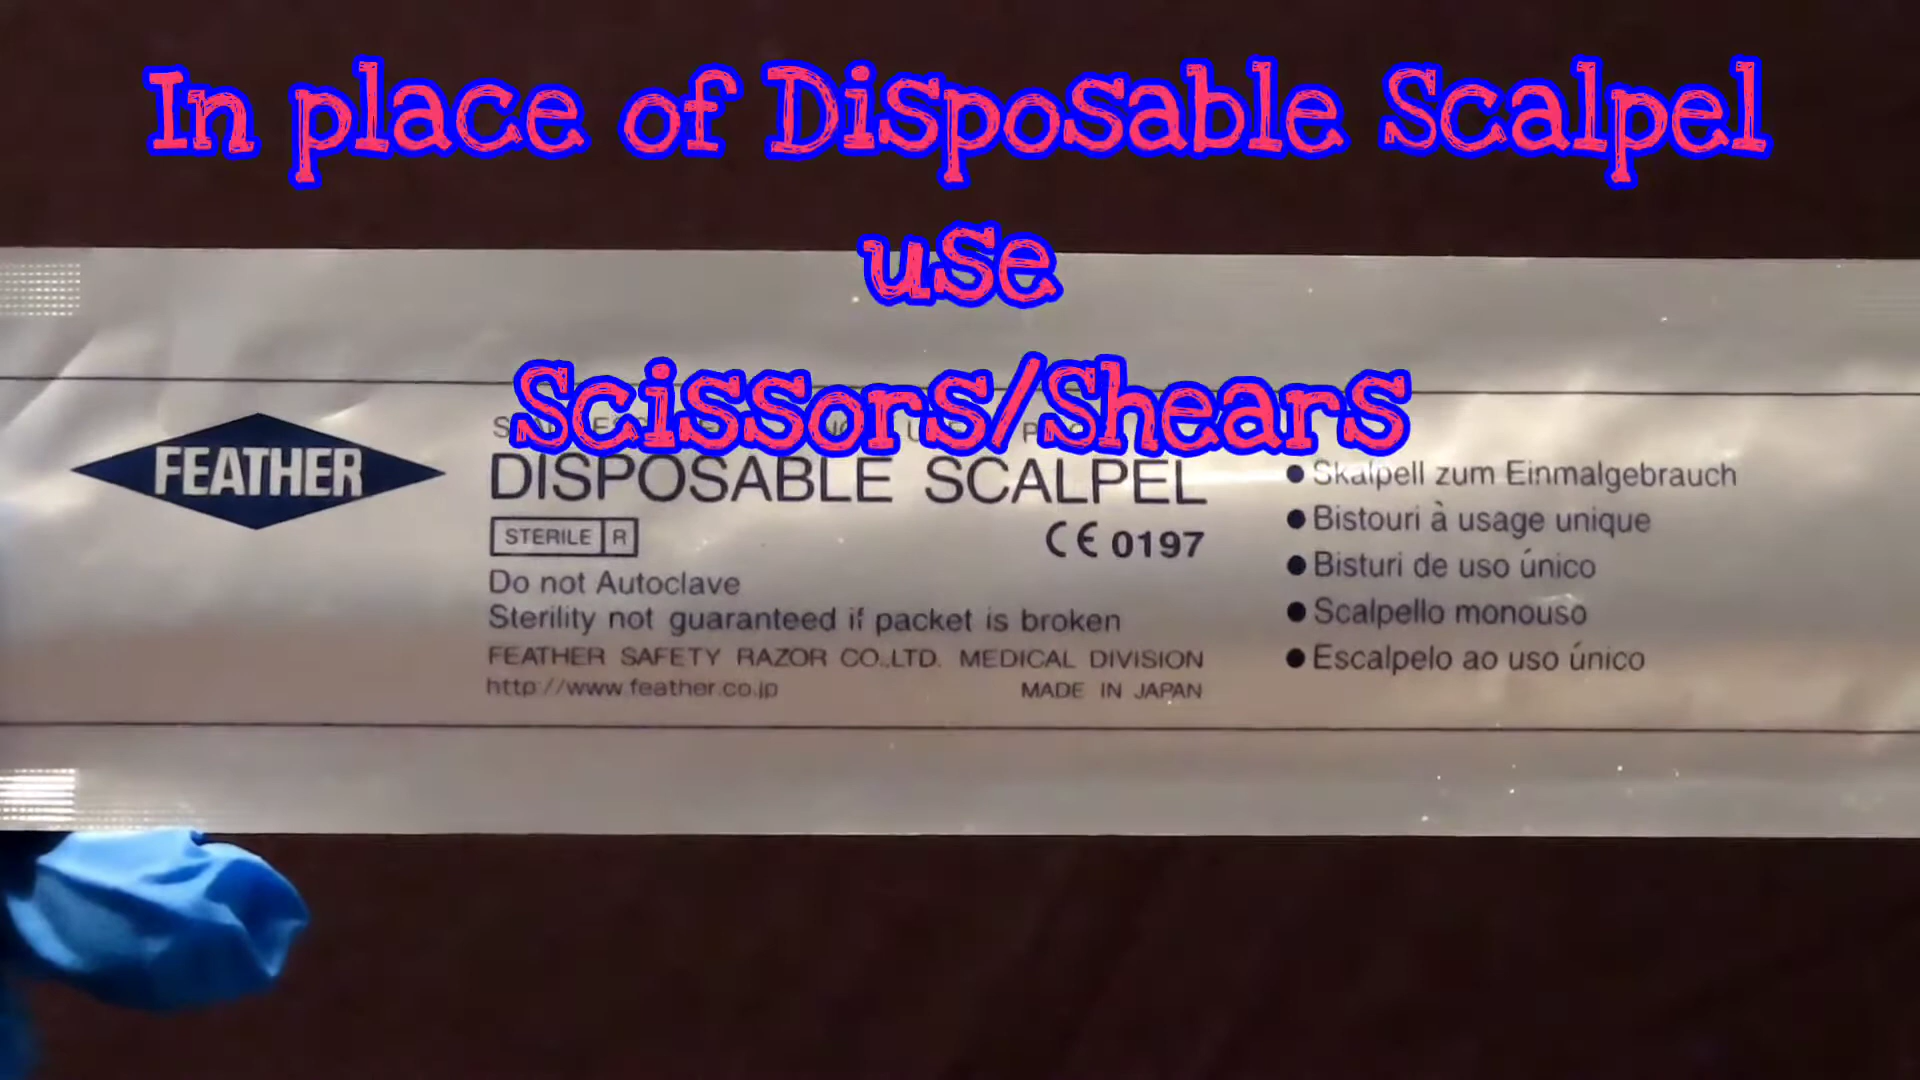 In place of Disposable Scalpel
use
Scissors/Shears
FEATHER
DISPOSABLE SCALPEL
STERILE R
CE 0197
Do not Autoclave
Sterility not guaranteed if packet is broken
FEATHER SAFETY RAZOR CO.,LTD. MEDICAL DIVISION
http://www.feather.co.jp
MADE IN JAPAN
● Skalpell zum Einmalgebrauch
● Bistouri à usage unique
● Bisturi de uso único
● Scalpello monouso
● Escalpelo ao uso único